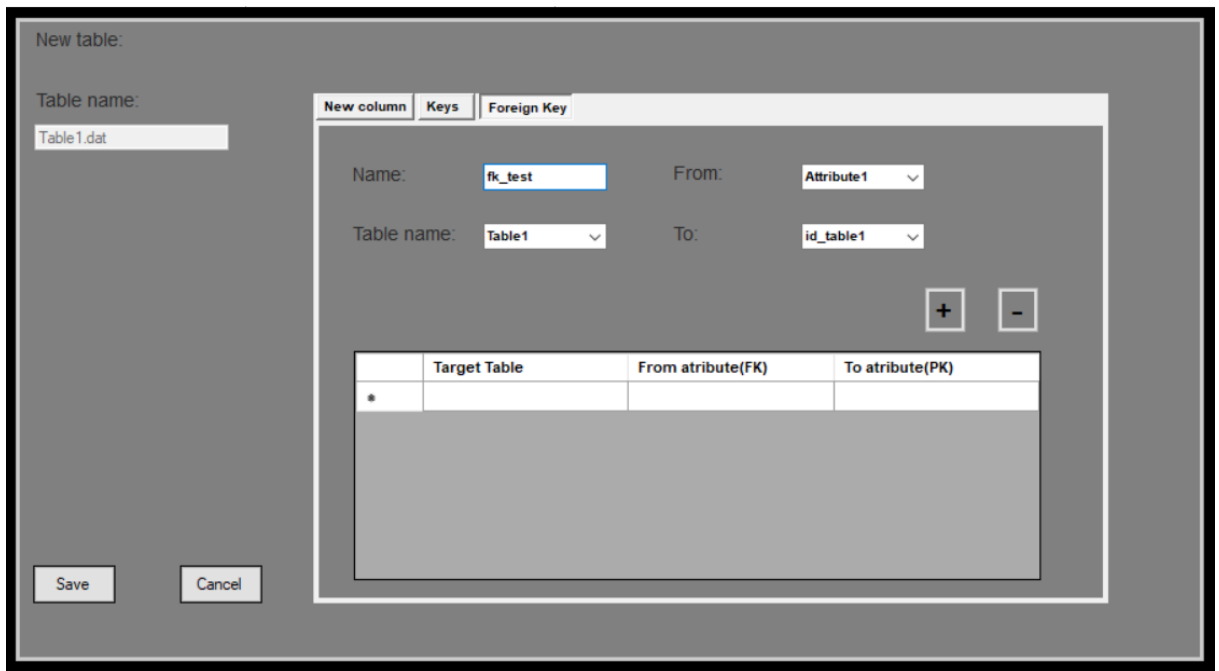 New table:
Table name:
Table1.dat
New column Keys Foreign Key
Name: fk_test From: Attribute1
Table name: Table1 To: id_table1
+ -
Target Table From atribute(FK) To atribute(PK)
*
Save Cancel